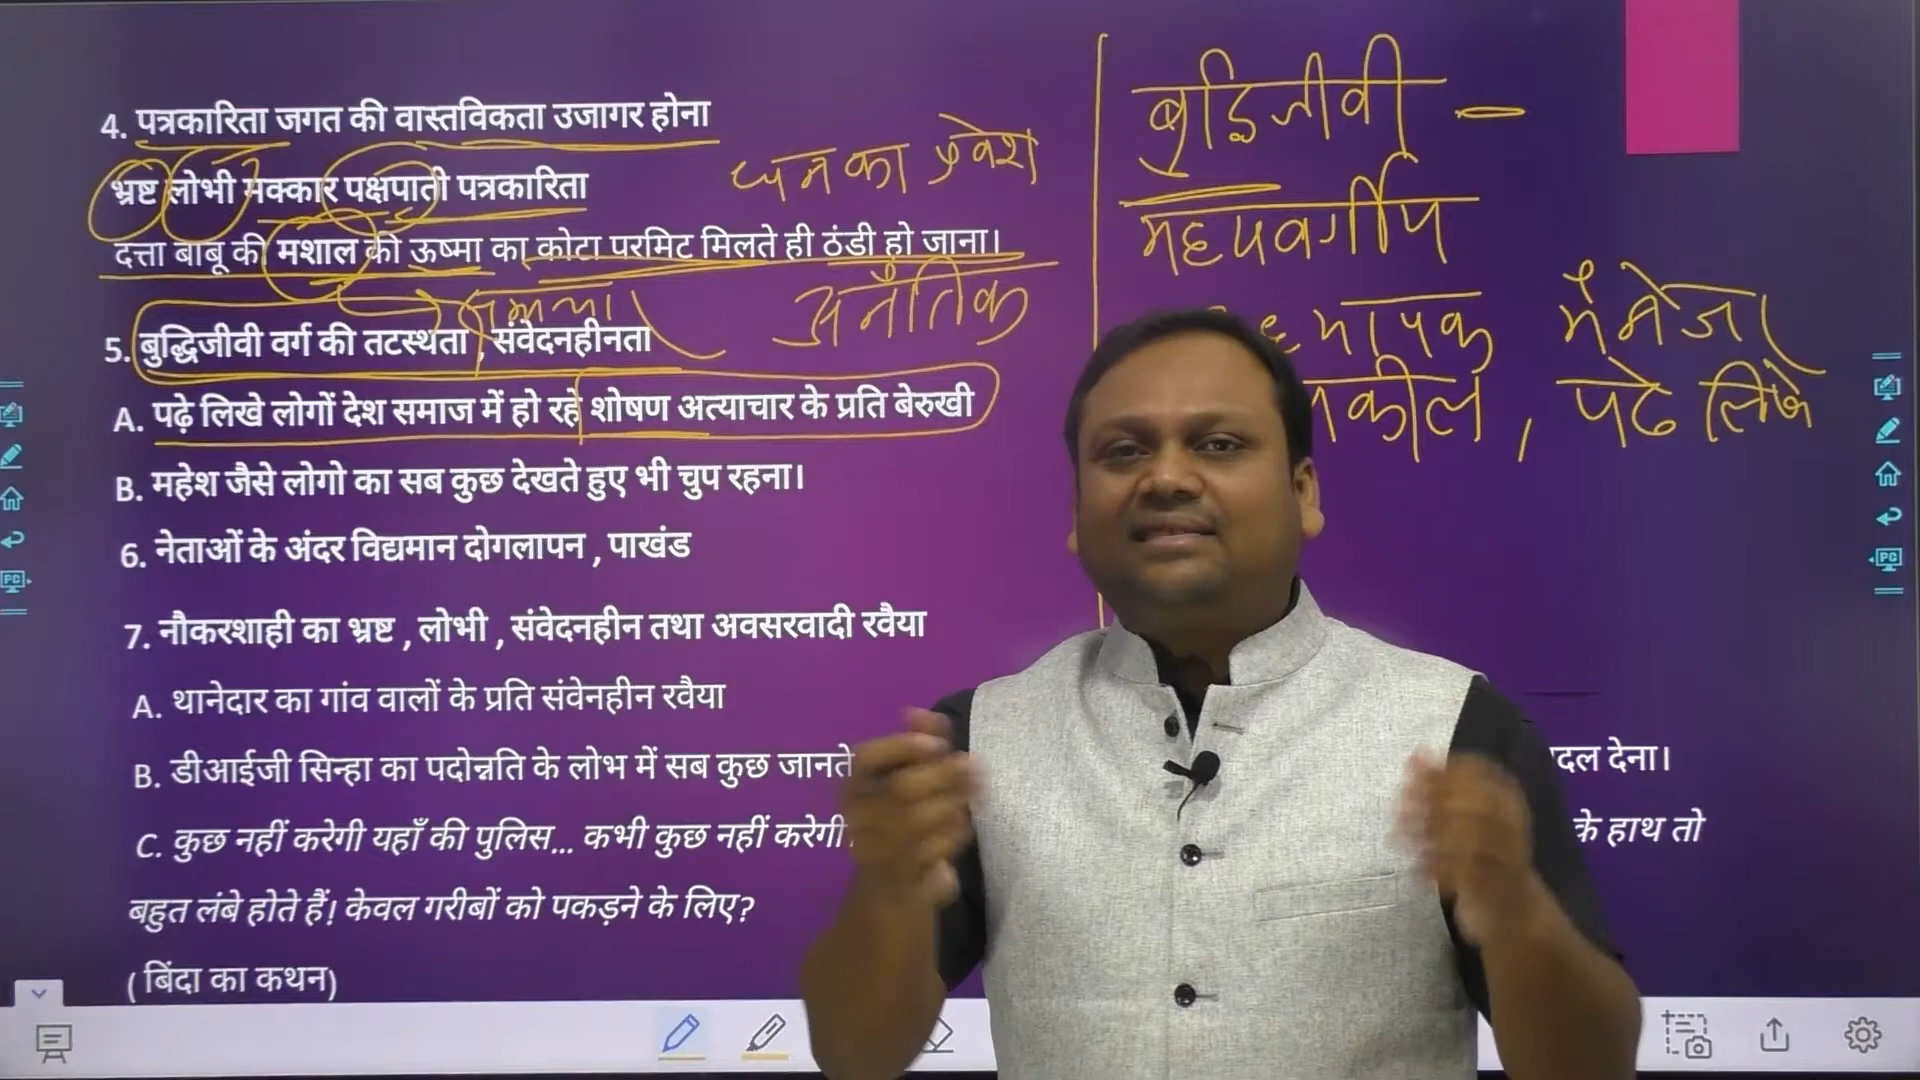 4. पत्रकारिता जगत की वास्तविकता उजागर होना
भ्रष्ट लोभी मक्कार पक्षपाती पत्रकारिता
धन का प्रवेश
दत्ता बाबू की मशाल की ऊष्मा का कोटा परमिट मिलते ही ठंडी हो जाना।
अनैतिक
5. बुद्धिजीवी वर्ग की तटस्थता , संवेदनहीनता
A. पढ़े लिखे लोगों देश समाज में हो रहे शोषण अत्याचार के प्रति बेरुखी
B. महेश जैसे लोगो का सब कुछ देखते हुए भी चुप रहना।
6. नेताओं के अंदर विद्यमान दोगलापन , पाखंड
7. नौकरशाही का भ्रष्ट , लोभी , संवेदनहीन तथा अवसरवादी रवैया
A. थानेदार का गांव वालों के प्रति संवेनहीन रवैया
B. डीआईजी सिन्हा का पदोन्नति के लोभ में सब कुछ जानते दल देना।
C. कुछ नहीं करेगी यहाँ की पुलिस... कभी कुछ नहीं करेगी के हाथ तो
बहुत लंबे होते हैं! केवल गरीबों को पकड़ने के लिए?
( बिंदा का कथन)
बुद्धिजीवी –
मध्यवर्गीय
मैनेजर
, पढे लिखे
PC
PC